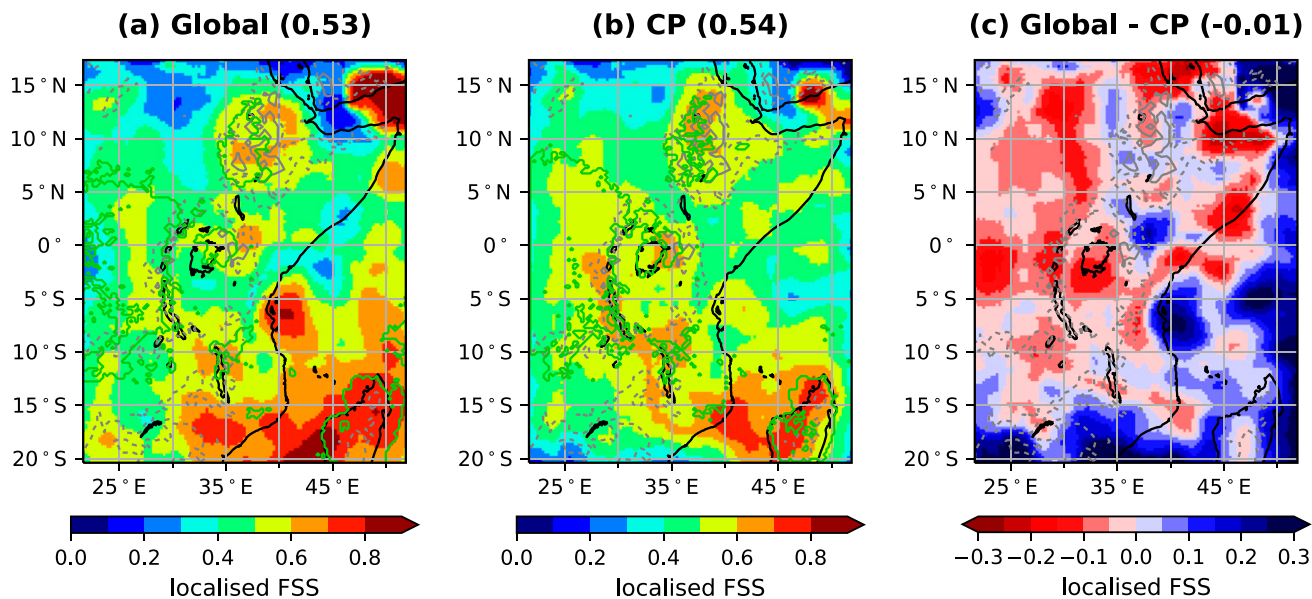 (a) Global (0.53)
(b) CP (0.54)
(c) Global - CP (-0.01)
15°N
10°N
5°N
0°
5°S
10°S
15°S
20°S
25°E 35°E 45°E
0.0 0.2 0.4 0.6 0.8
localised FSS
15°N
10°N
5°N
0°
5°S
10°S
15°S
20°S
25°E 35°E 45°E
0.0 0.2 0.4 0.6 0.8
localised FSS
15°N
10°N
5°N
0°
5°S
10°S
15°S
20°S
25°E 35°E 45°E
−0.3 −0.2 −0.1 0.0 0.1 0.2 0.3
localised FSS